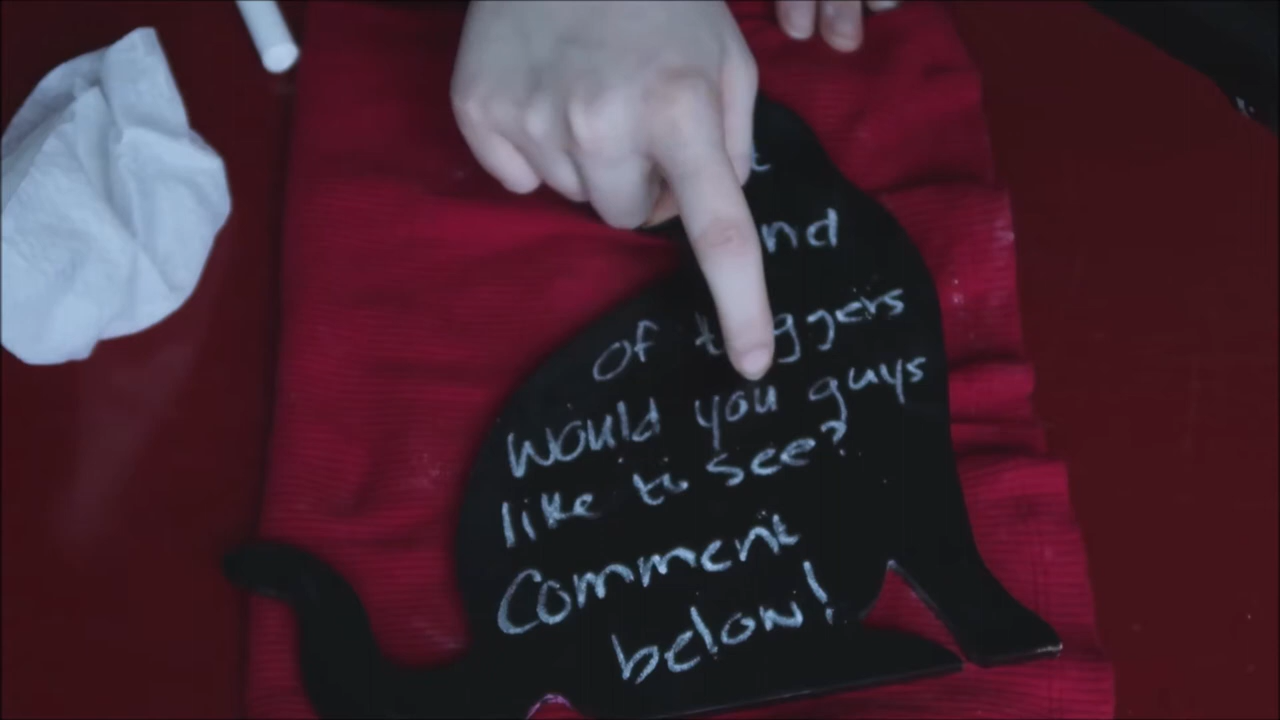 of
would you guys
like to see?
Comment
below!